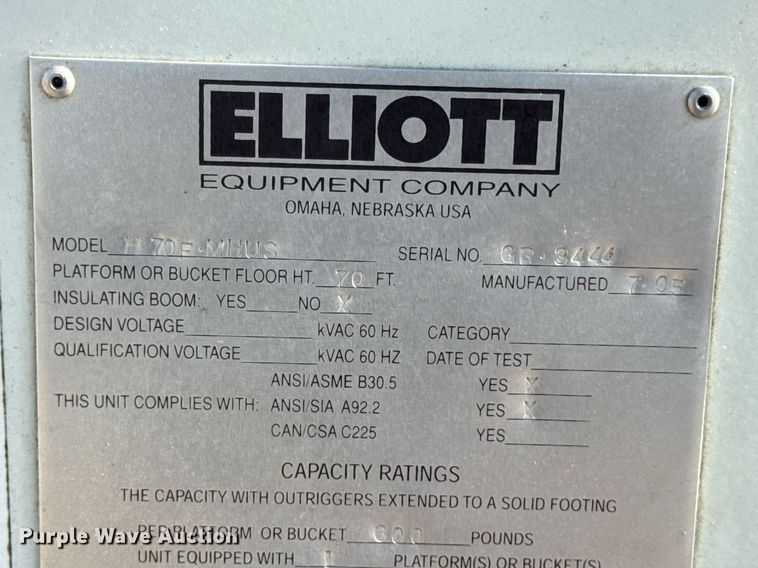 ELLIOTT
EQUIPMENT COMPANY
OMAHA, NEBRASKA USA
MODEL H70F-MHUS SERIAL NO. GR-3444
PLATFORM OR BUCKET FLOOR HT. 70 FT. MANUFACTURED 7-05
INSULATING BOOM: YES NO X
DESIGN VOLTAGE kVAC 60 Hz CATEGORY
QUALIFICATION VOLTAGE kVAC 60 HZ DATE OF TEST
ANSI/ASME B30.5 YES X
THIS UNIT COMPLIES WITH: ANSI/SIA A92.2 YES X
CAN/CSA C225 YES
CAPACITY RATINGS
THE CAPACITY WITH OUTRIGGERS EXTENDED TO A SOLID FOOTING
PER PLATFORM OR BUCKET 600 POUNDS
UNIT EQUIPPED WITH 1 PLATFORM(S) OR BUCKET(S)
Purple Wave Auction